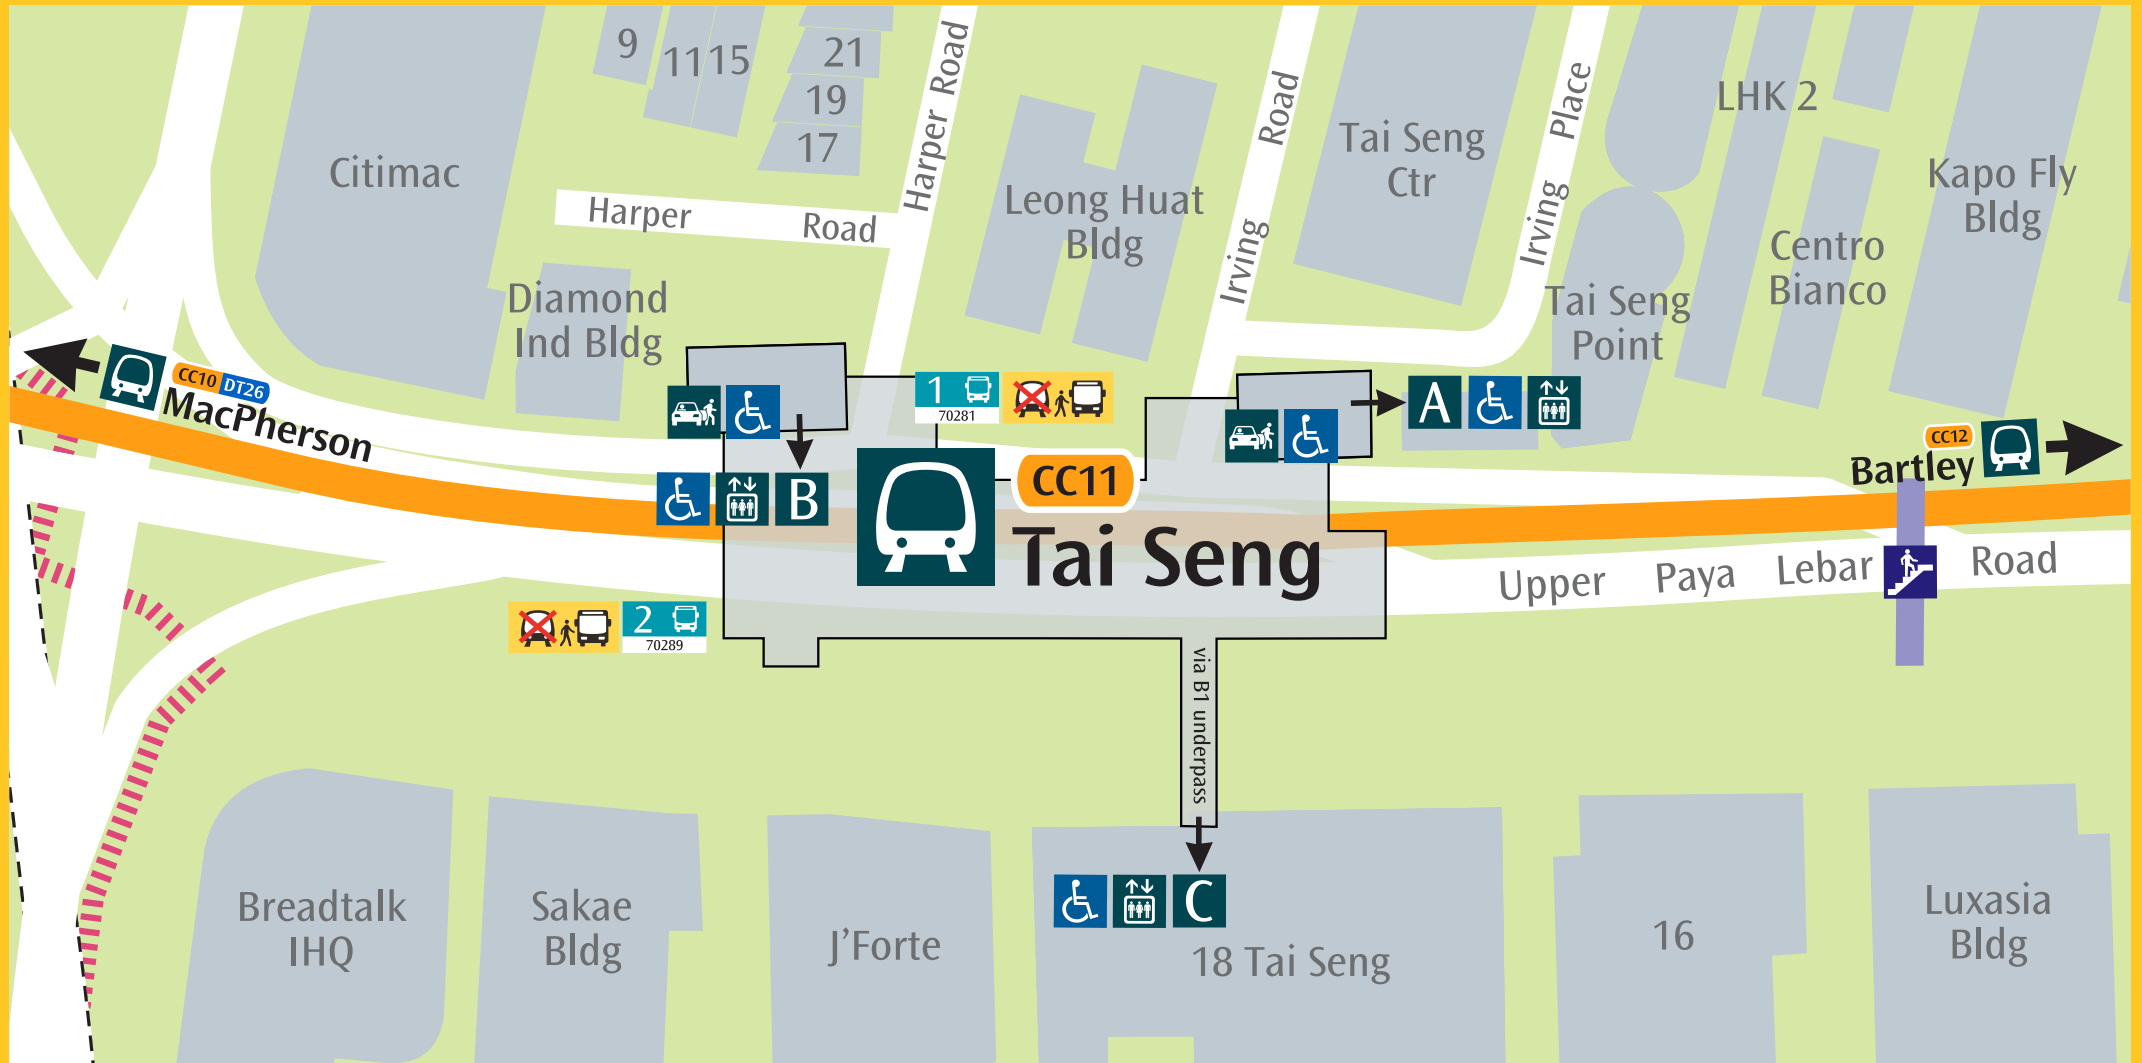 9
11
15
21
19
17
Harper Road
Harper Road
Citimac
Diamond
Ind Bldg
Leong Huat
Bldg
Irving Road
Tai Seng
Ctr
Irving Place
LHK 2
Tai Seng
Point
Centro
Bianco
Kapo Fly
Bldg
CC10 DT26
MacPherson
1
70281
A
CC12
Bartley
B
CC11
Tai Seng
2
70289
Upper Paya Lebar Road
via B1 underpass
C
Breadtalk
IHQ
Sakae
Bldg
J'Forte
18 Tai Seng
16
Luxasia
Bldg